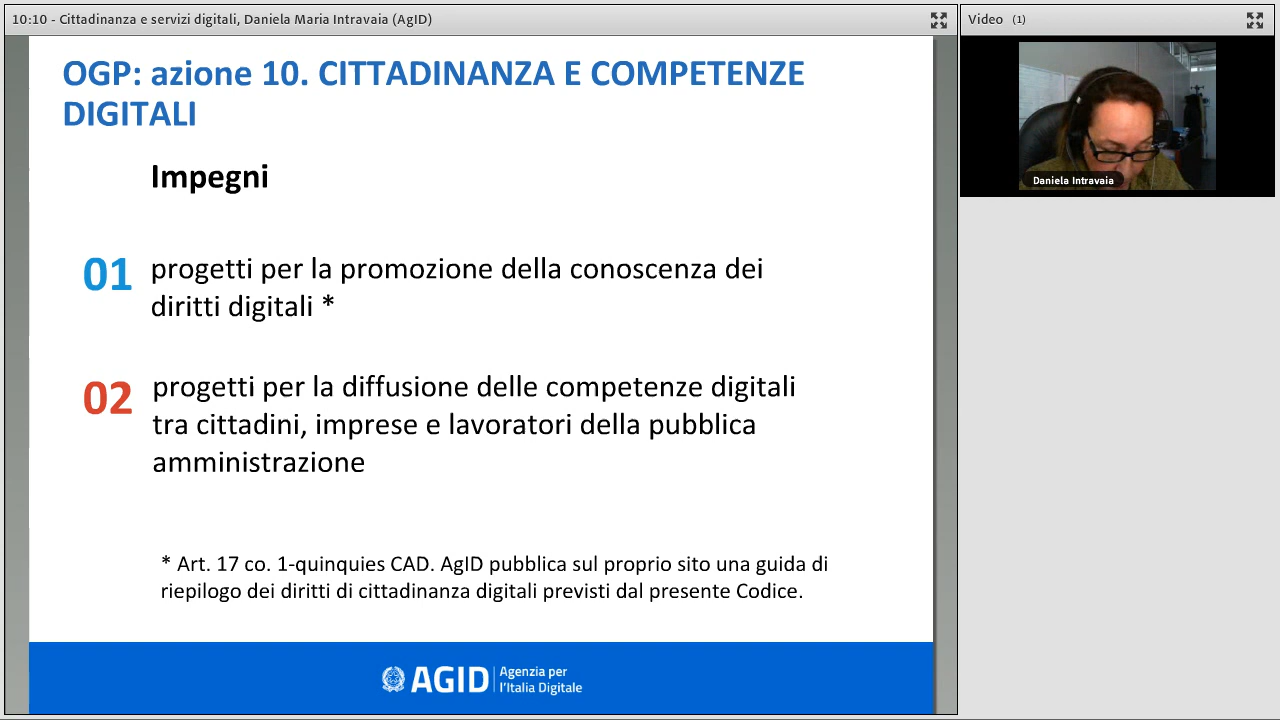 10:10 - Cittadinanza e servizi digitali, Daniela Maria Intravaia (AgID)
Video (1)
OGP: azione 10. CITTADINANZA E COMPETENZE
DIGITALI
Daniela Intravaia
Impegni
01 progetti per la promozione della conoscenza dei
diritti digitali *
02 progetti per la diffusione delle competenze digitali
tra cittadini, imprese e lavoratori della pubblica
amministrazione
* Art. 17 co. 1-quinquies CAD. AgID pubblica sul proprio sito una guida di
riepilogo dei diritti di cittadinanza digitali previsti dal presente Codice.
AGID Agenzia per
l'Italia Digitale